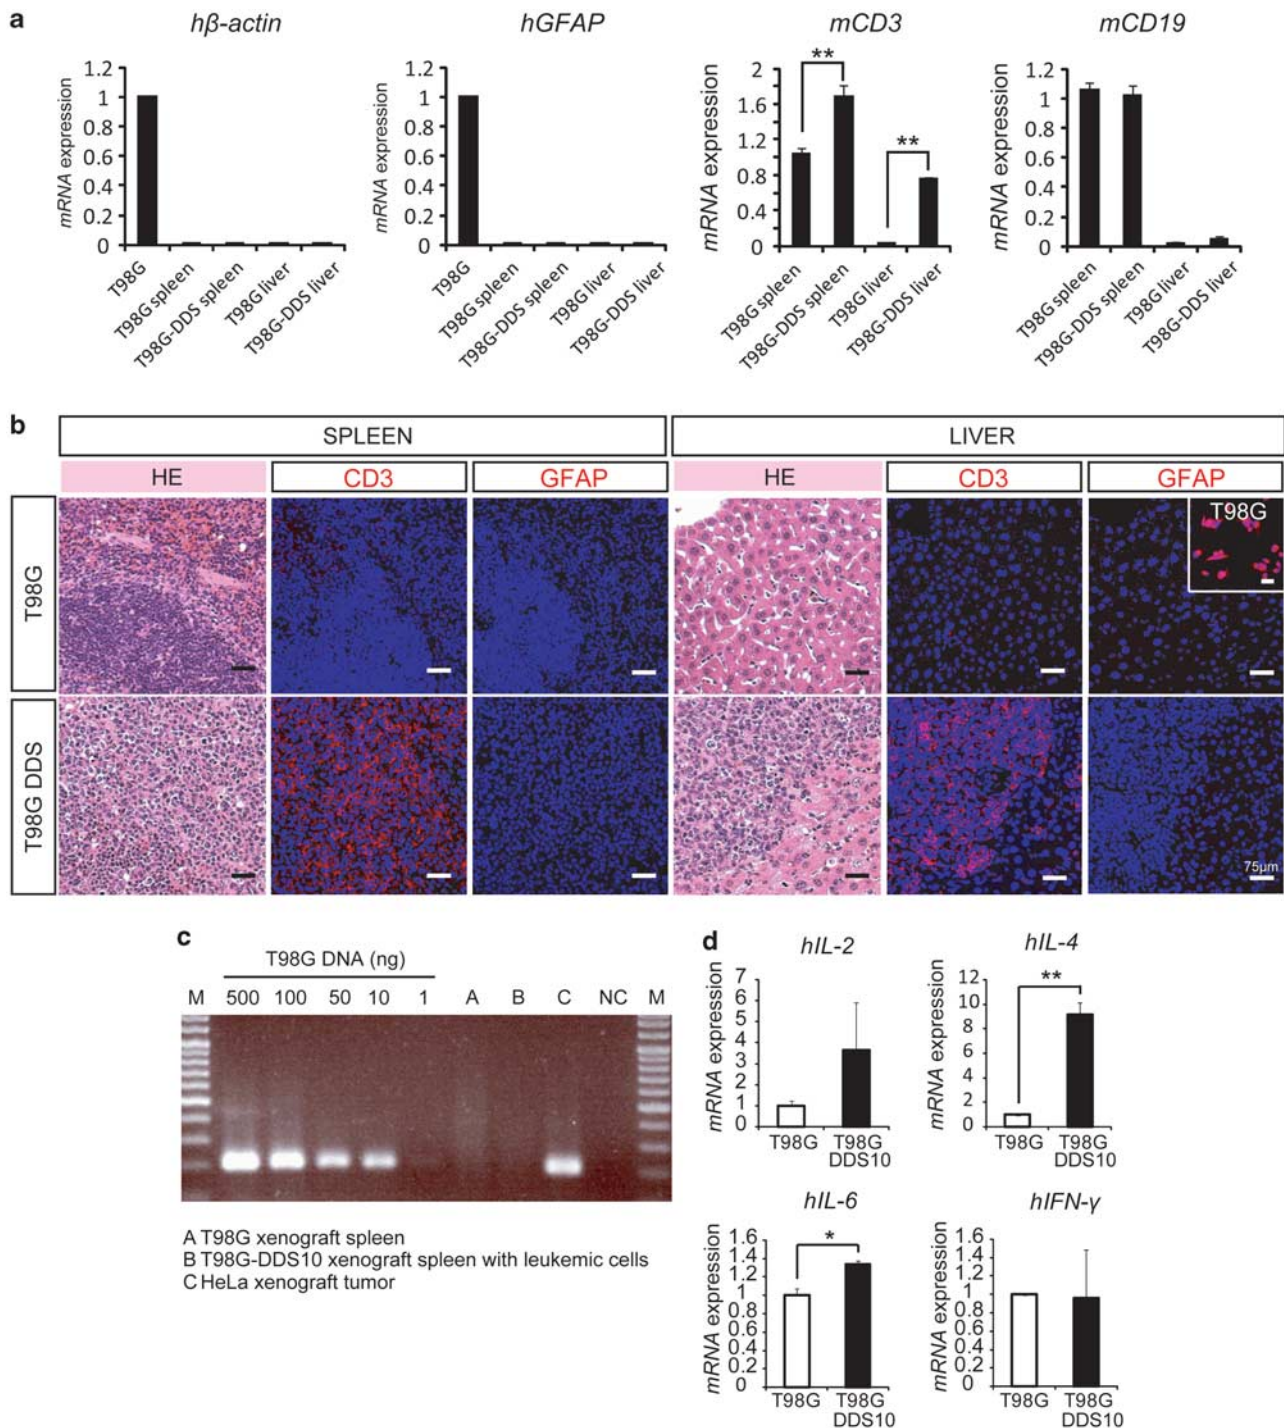 a
hβ-actin
hGFAP
mCD3
mCD19
mRNA expression
1.2
1
0.8
0.6
0.4
0.2
0
T98G
T98G spleen
T98G-DDS spleen
T98G liver
T98G-DDS liver
mRNA expression
1.2
1
0.8
0.6
0.4
0.2
0
T98G
T98G spleen
T98G-DDS spleen
T98G liver
T98G-DDS liver
mRNA expression
2
1.6
1.2
0.8
0.4
0
**
**
T98G spleen
T98G-DDS spleen
T98G liver
T98G-DDS liver
mRNA expression
1.2
1
0.8
0.6
0.4
0.2
0
T98G spleen
T98G-DDS spleen
T98G liver
T98G-DDS liver
b
SPLEEN
LIVER
HE
CD3
GFAP
HE
CD3
GFAP
T98G
T98G
T98G DDS
75µm
c
T98G DNA (ng)
M 500 100 50 10 1 A B C NC M
A T98G xenograft spleen
B T98G-DDS10 xenograft spleen with leukemic cells
C HeLa xenograft tumor
d
hIL-2
mRNA expression
7
6
5
4
3
2
1
0
T98G
T98G DDS10
hIL-4
mRNA expression
12
10
8
6
4
2
0
**
T98G
T98G DDS10
hIL-6
mRNA expression
1.6
1.4
1.2
1
0.8
0.6
0.4
0.2
0
*
T98G
T98G DDS10
hIFN-γ
mRNA expression
1.6
1.4
1.2
1
0.8
0.6
0.4
0.2
0
T98G
T98G DDS10